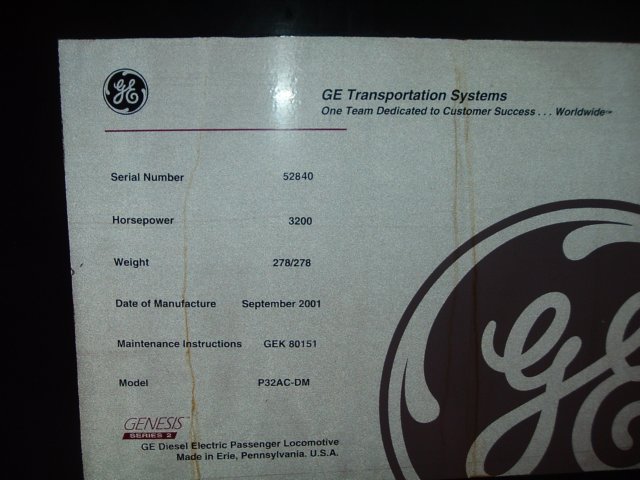 GE
GE Transportation Systems
One Team Dedicated to Customer Success . . . Worldwide™
Serial Number 52840
Horsepower 3200
Weight 278/278
Date of Manufacture September 2001
Maintenance Instructions GEK 80151
Model P32AC-DM
GENESIS
SERIES 2
GE Diesel Electric Passenger Locomotive
Made in Erie, Pennsylvania. U.S.A.
GE